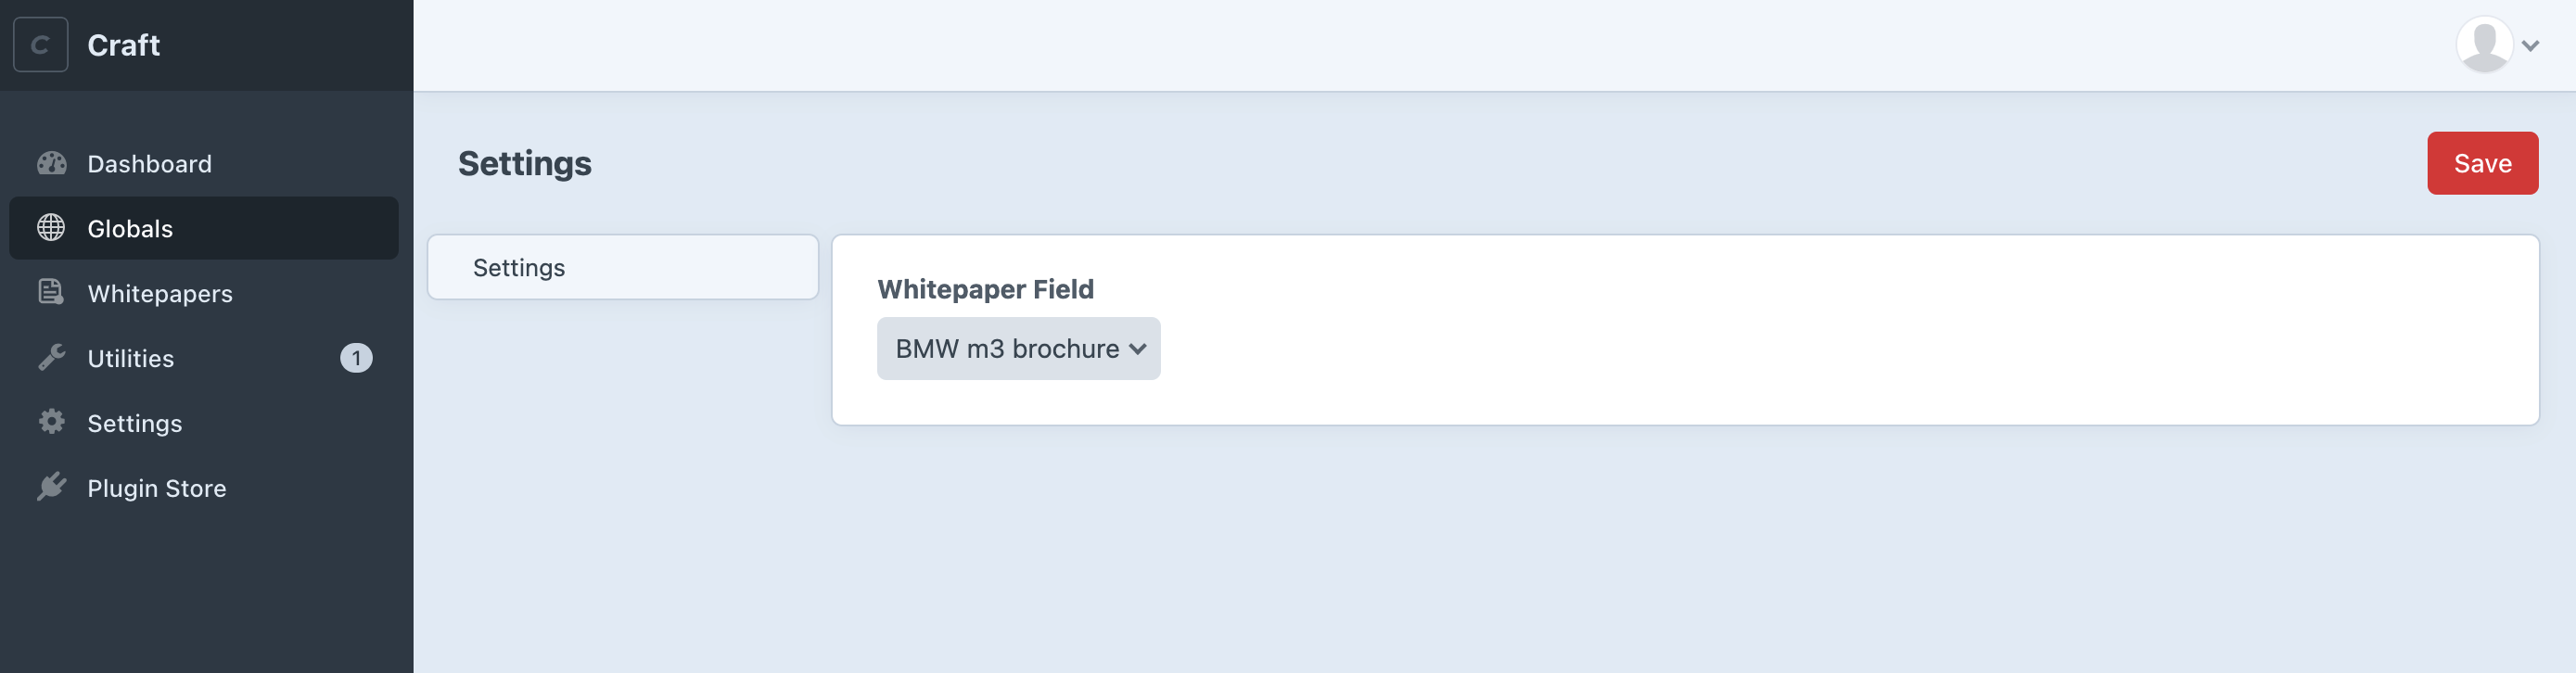 C
Craft
Dashboard
Globals
Whitepapers
Utilities 1
Settings
Plugin Store
Settings
Save
Settings
Whitepaper Field
BMW m3 brochure